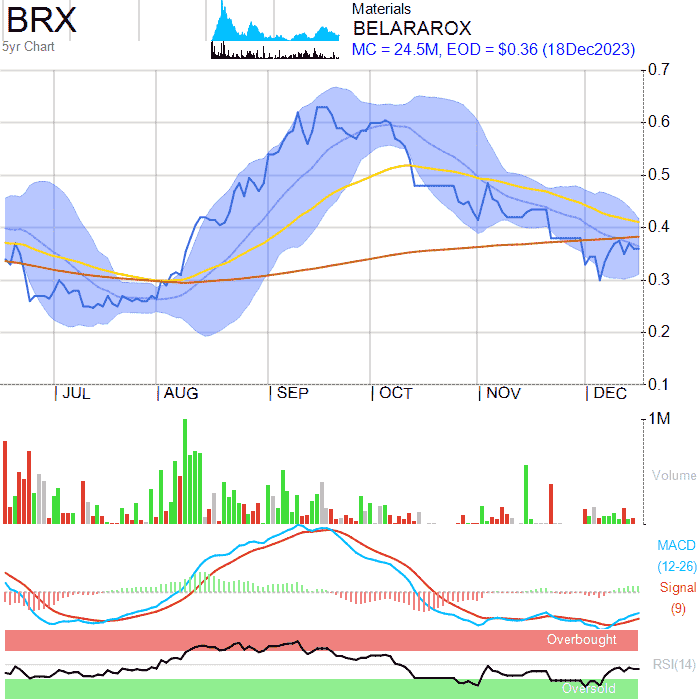 BRX
5yr Chart
Materials
BELARAROX
MC = 24.5M, EOD = $0.36 (18Dec2023)
0.7
0.6
0.5
0.4
0.3
0.2
0.1
JUL AUG SEP OCT NOV DEC
1M
Volume
MACD
(12-26)
Signal
(9)
Overbought
RSI(14)
Oversold